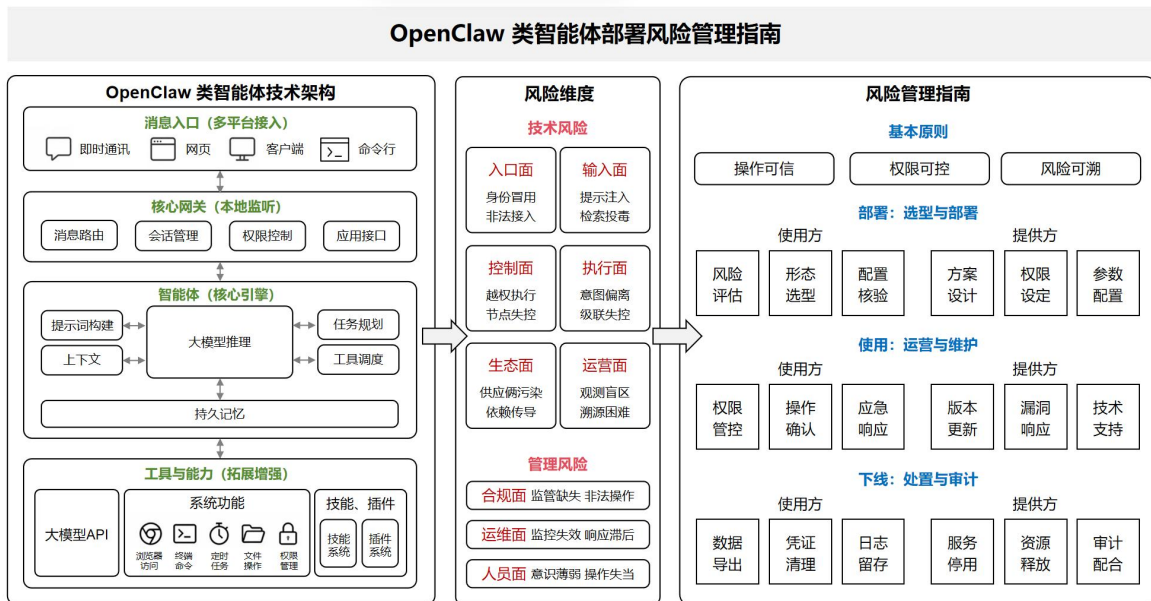 OpenClaw 类智能体部署风险管理指南
OpenClaw 类智能体技术架构
消息入口（多平台接入）
即时通讯
网页
客户端
命令行
核心网关（本地监听）
消息路由
会话管理
权限控制
应用接口
智能体（核心引擎）
提示词构建
上下文
大模型推理
任务规划
工具调度
持久记忆
工具与能力（拓展增强）
大模型API
系统功能
浏览器
访问
终端
命令
定时
任务
文件
操作
权限
管理
技能、插件
技能
系统
插件
系统
风险维度
技术风险
入口面
身份冒用
非法接入
输入面
提示注入
检索投毒
控制面
越权执行
节点失控
执行面
意图偏离
级联失控
生态面
供应俩污染
依赖传导
运营面
观测盲区
溯源困难
管理风险
合规面 监管缺失 非法操作
运维面 监控失效 响应滞后
人员面 意识薄弱 操作失当
风险管理指南
基本原则
操作可信
权限可控
风险可溯
部署：选型与部署
使用方
风险
评估
形态
选型
配置
核验
提供方
方案
设计
权限
设定
参数
配置
使用：运营与维护
使用方
权限
管控
操作
确认
应急
响应
提供方
版本
更新
漏洞
响应
技术
支持
下线：处置与审计
使用方
数据
导出
凭证
清理
日志
留存
提供方
服务
停用
资源
释放
审计
配合